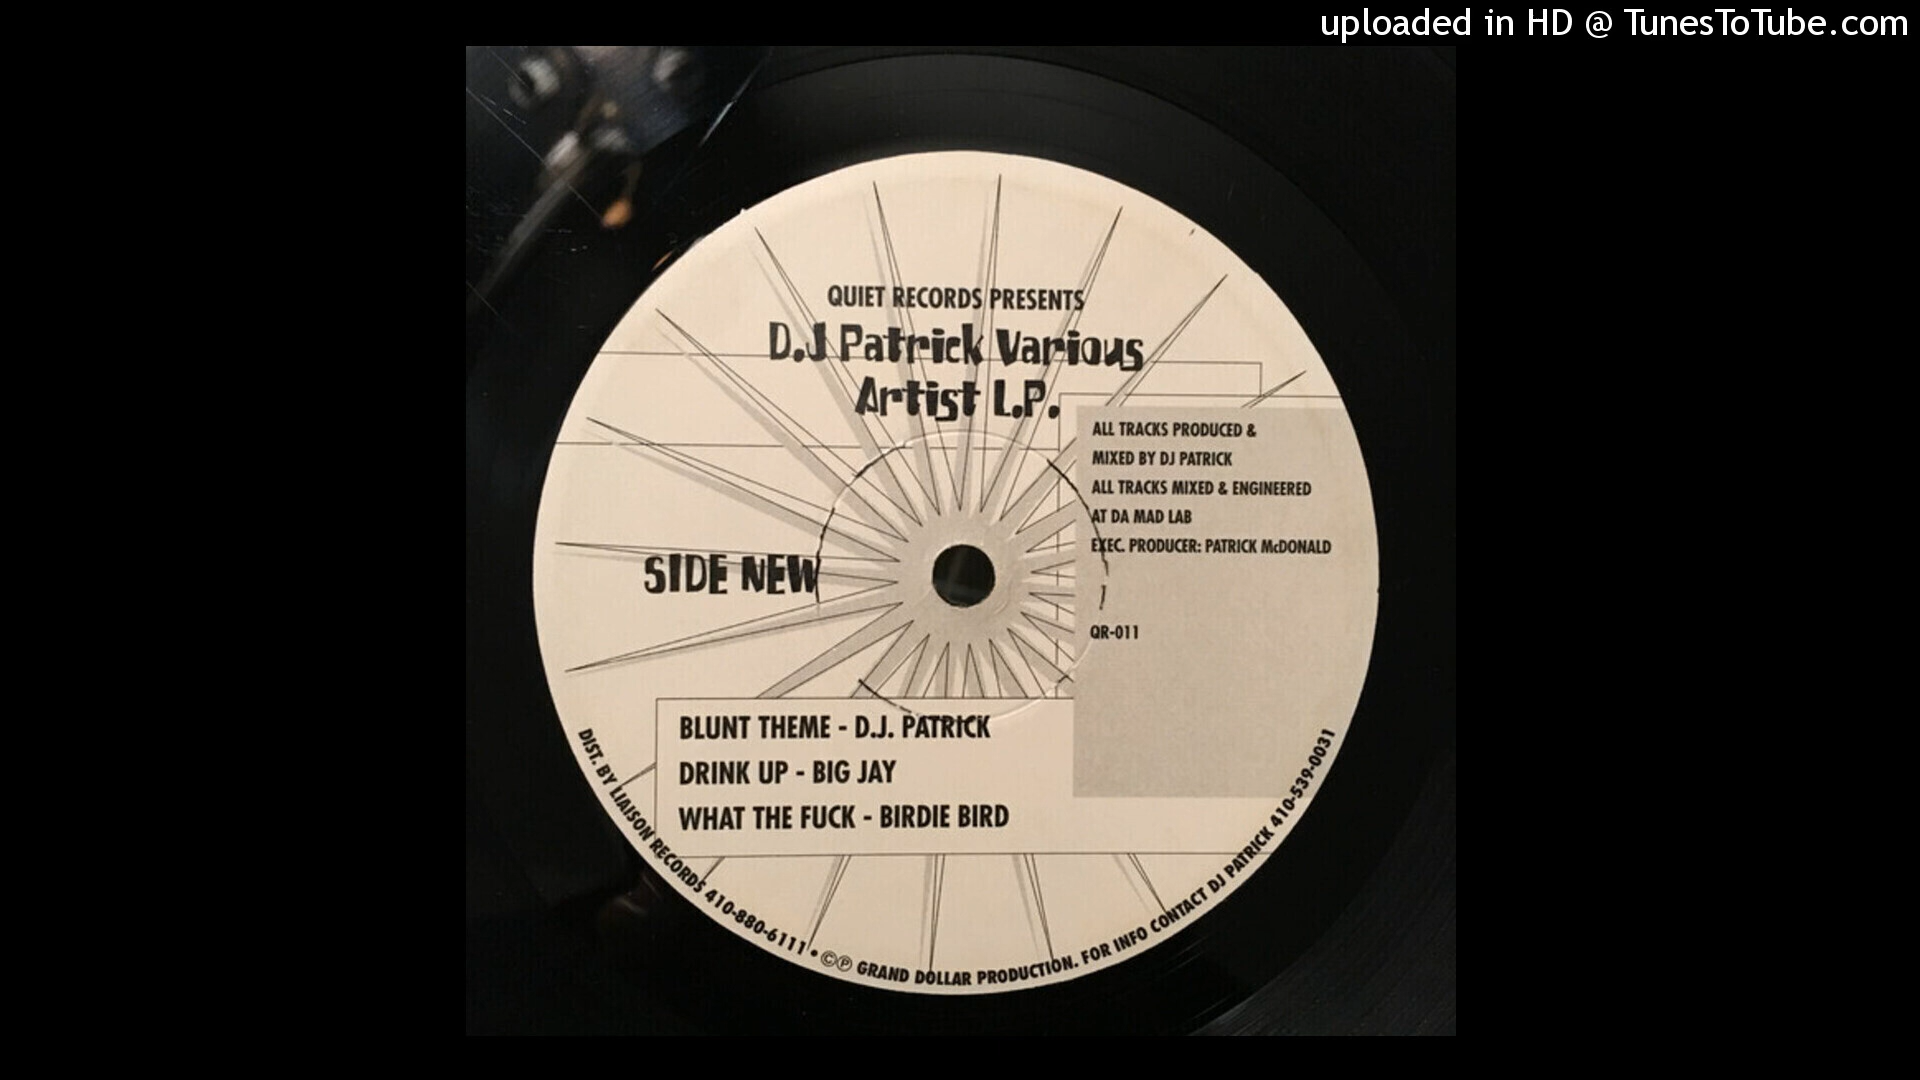 uploaded in HD @ TunesToTube.com
QUIET RECORDS PRESENTS
D.J Patrick Various
Artist L.P.
ALL TRACKS PRODUCED &
MIXED BY DJ PATRICK
ALL TRACKS MIXED & ENGINEERED
AT DA MAD LAB
EXEC. PRODUCER: PATRICK McDONALD
SIDE NEW
QR-011
BLUNT THEME - D.J. PATRICK
DRINK UP - BIG JAY
WHAT THE FUCK - BIRDIE BIRD
DIST. BY LIAISON RECORDS 410-880-6111 • ©℗ GRAND DOLLAR PRODUCTION. FOR INFO CONTACT DJ PATRICK 410-539-0031